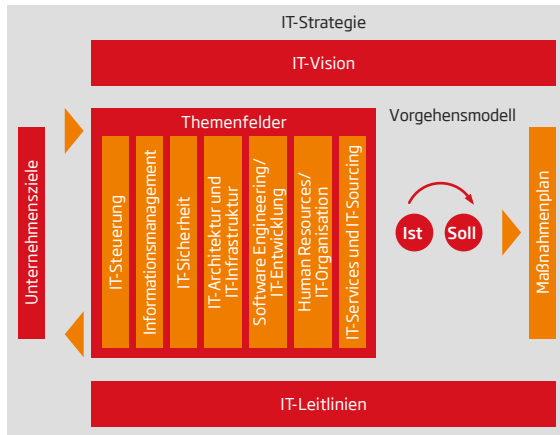 IT-Strategie
IT-Vision
Unternehmensziele
Themenfelder
IT-Steuerung
Informationsmanagement
IT-Sicherheit
IT-Architektur und
IT-Infrastruktur
Software Engineering/
IT-Entwicklung
Human Resources/
IT-Organisation
IT-Services und IT-Sourcing
Vorgehensmodell
Ist
Soll
Maßnahmenplan
IT-Leitlinien